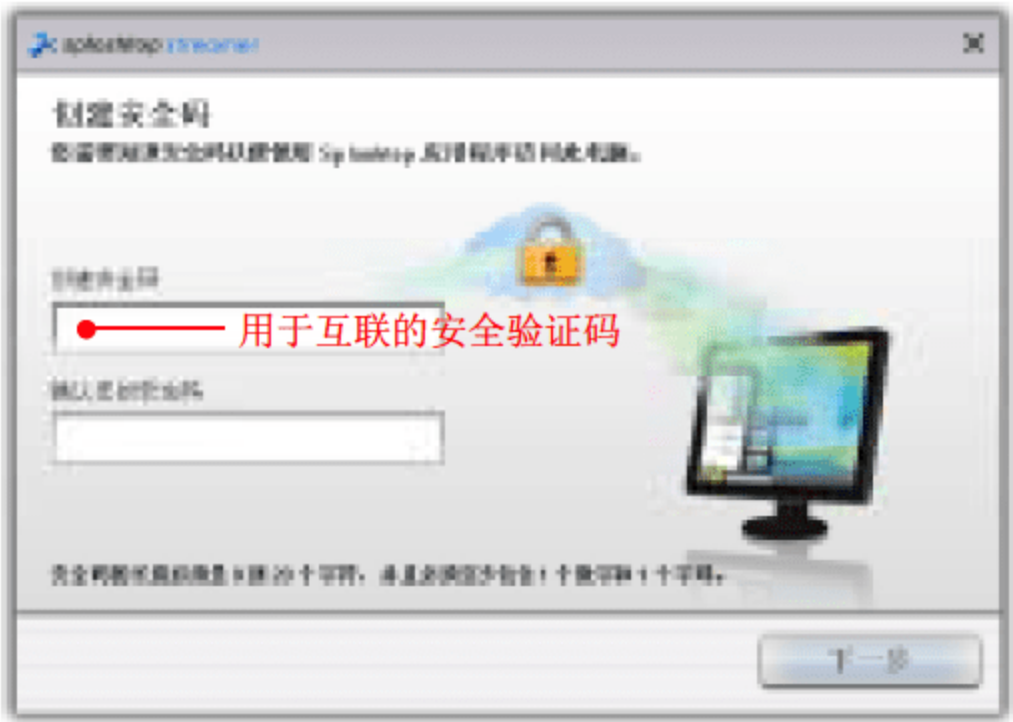 splashtop streamer
创建安全码
您需要创建安全码以便使用 Splashtop 应用程序访问此电脑。
创建安全码
用于互联的安全验证码
确认您的安全码
安全码的长度必须是 8 到 20 个字符，并且必须至少包含 1 个数字和 1 个字母。
下一步